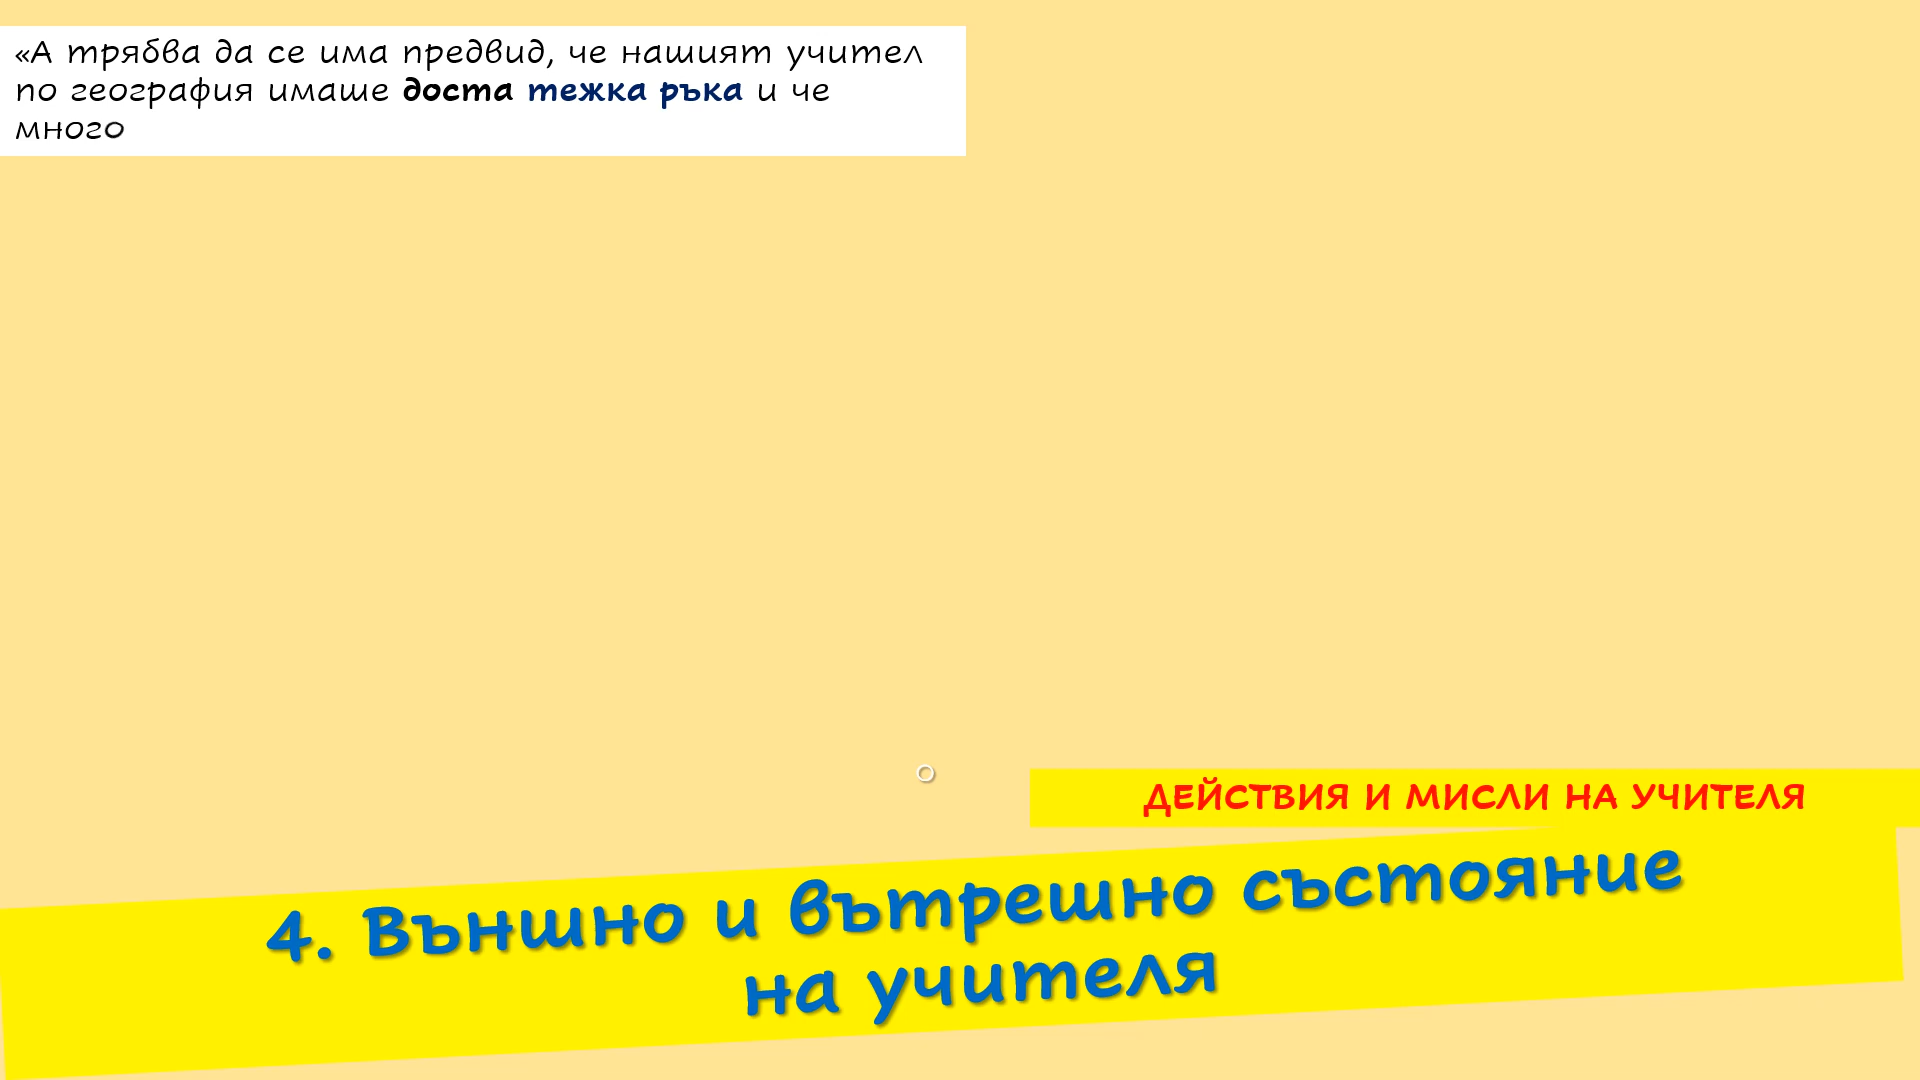 «А трябва да се има предвид, че нашият учител
по география имаше доста тежка ръка и че
много
ДЕЙСТВИЯ И МИСЛИ НА УЧИТЕЛЯ
4. Външно и вътрешно състояние
на учителя